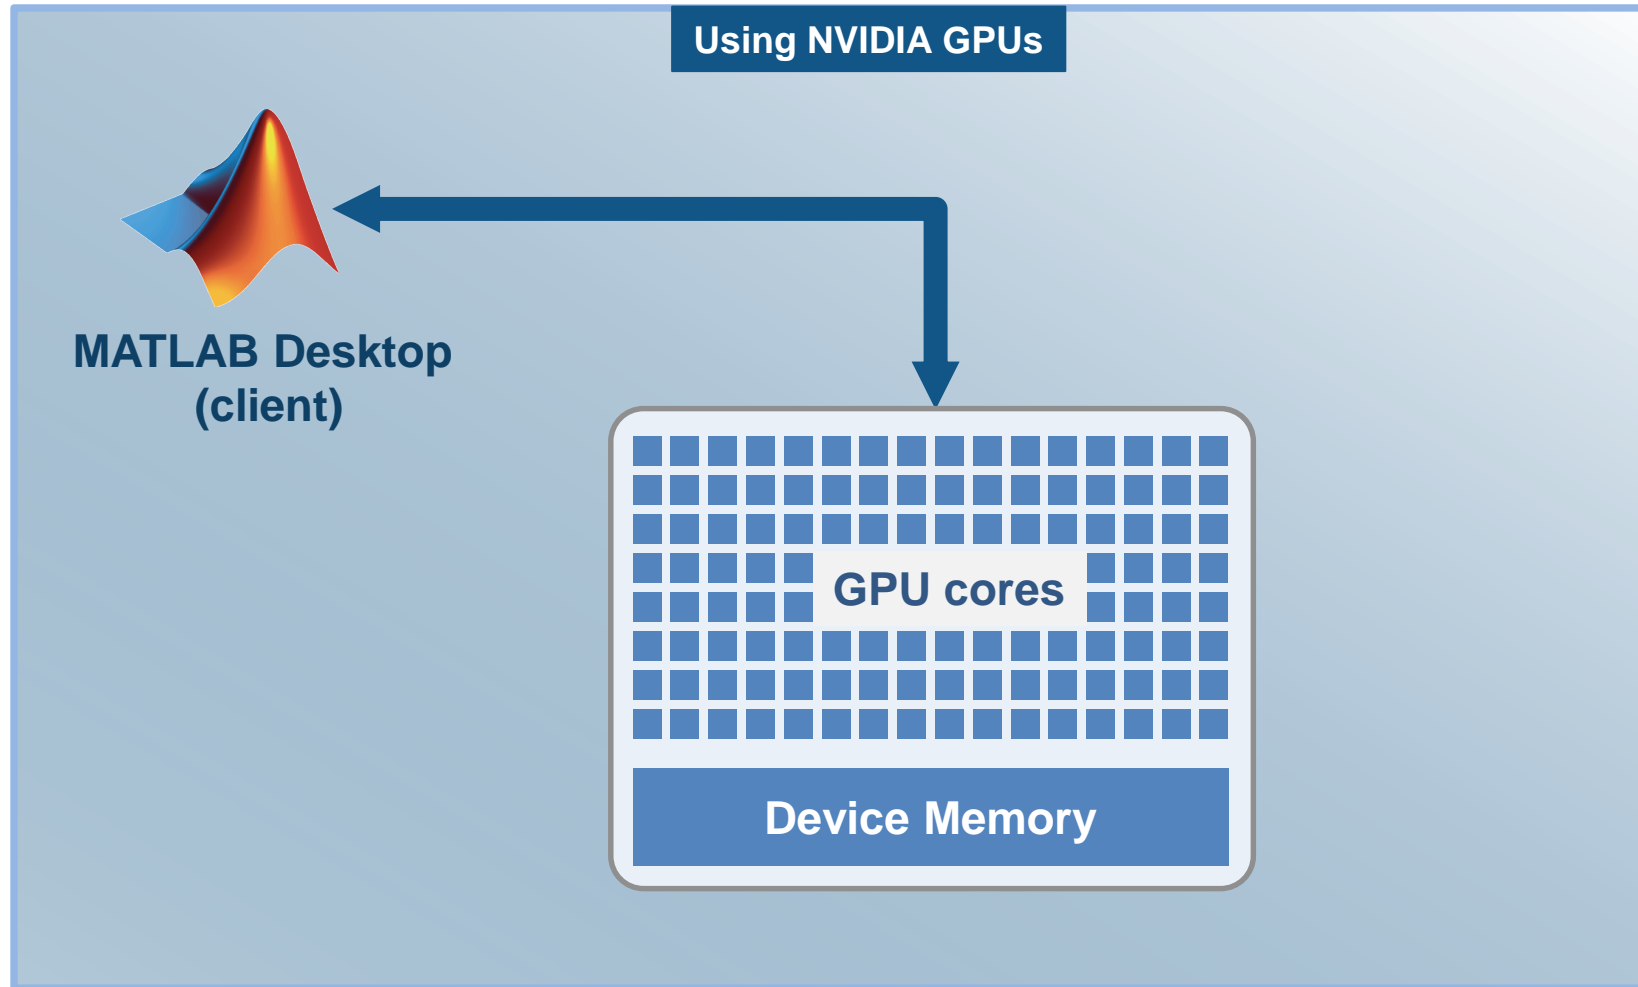 Using NVIDIA GPUs
MATLAB Desktop
(client)
GPU cores
Device Memory